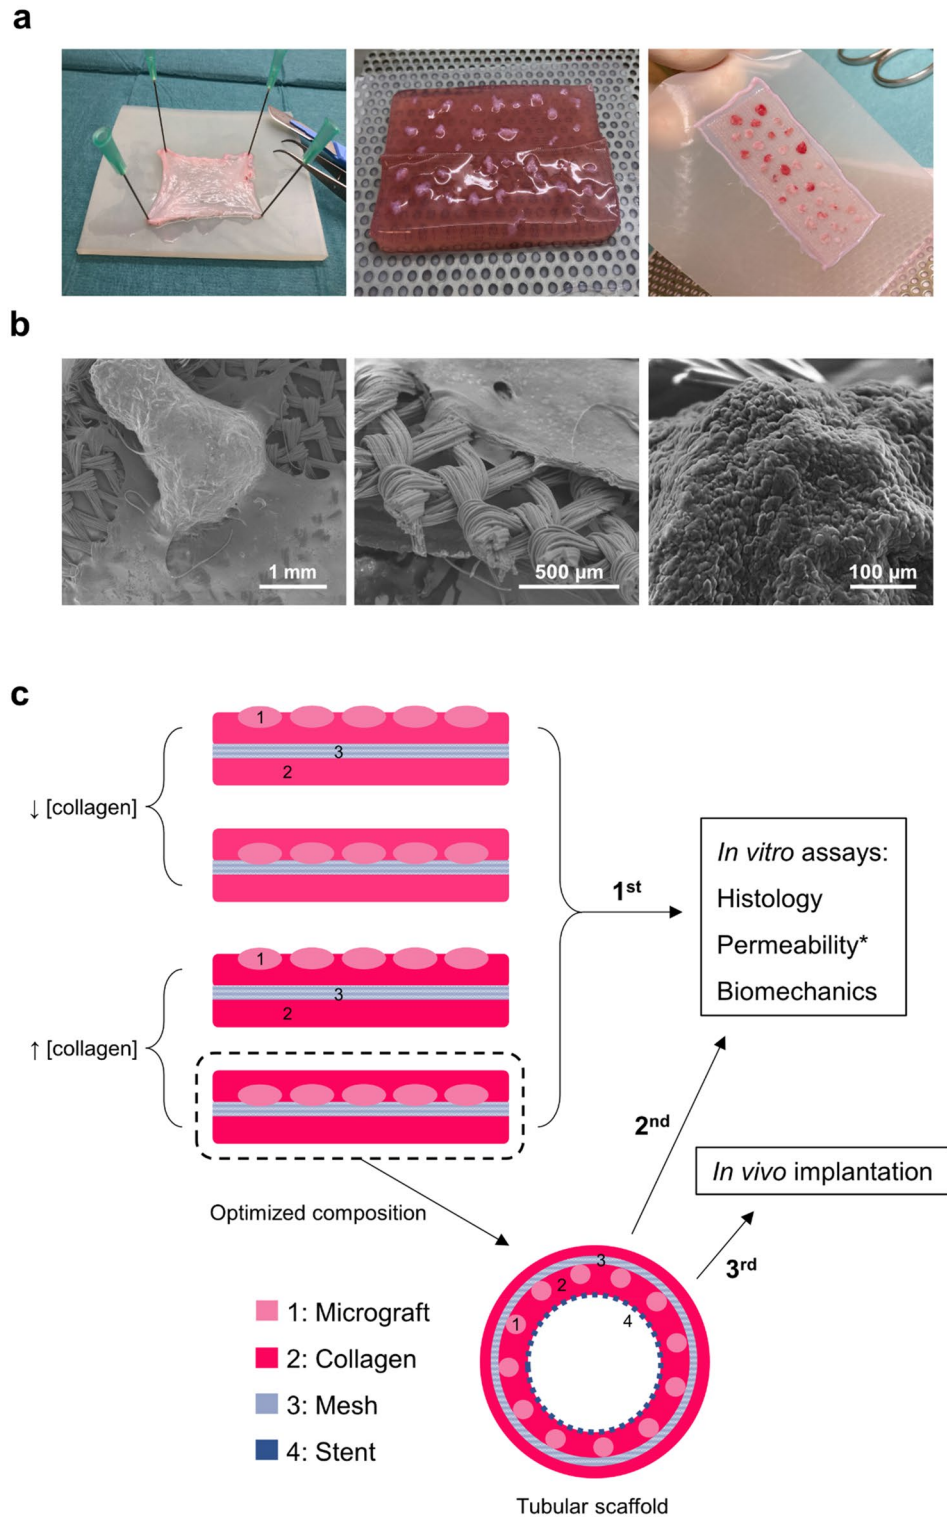 a
b
1 mm
500 µm
100 µm
c
1
3
2
↓ [collagen]
1
3
2
↑ [collagen]
1st
In vitro assays:
Histology
Permeability*
Biomechanics
2nd
In vivo implantation
3rd
Optimized composition
3
2
1
4
1: Micrograft
2: Collagen
3: Mesh
4: Stent
Tubular scaffold